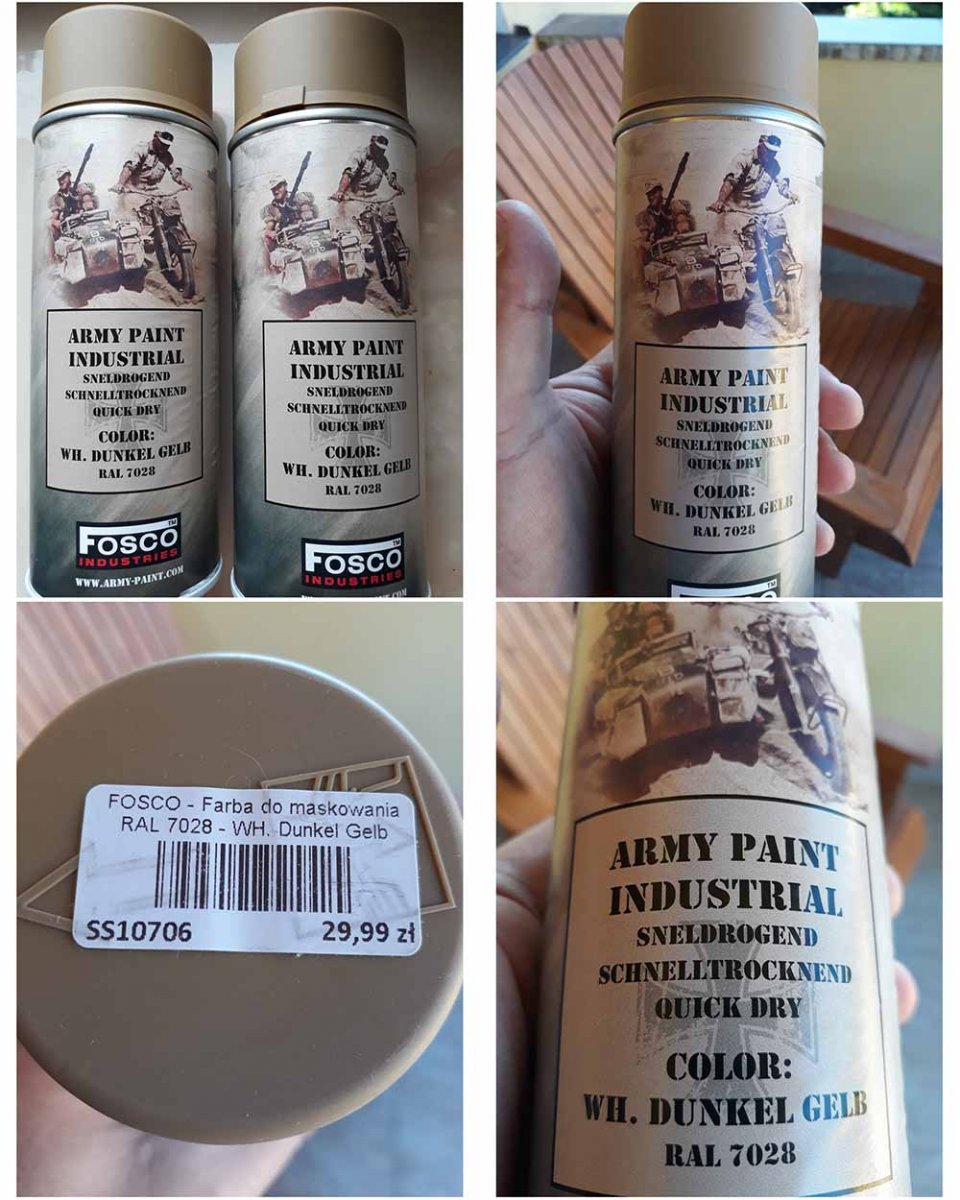 ARMY PAINT
INDUSTRIAL
SNELDROGEND
SCHNELLTROCKNEND
QUICK DRY
COLOR:
WH. DUNKEL GELB
RAL 7028
FOSCO™
INDUSTRIES
WWW.ARMY-PAINT.COM
ARMY PAINT
INDUSTRIAL
SNELDROGEND
SCHNELLTROCKNEND
QUICK DRY
COLOR:
WH. DUNKEL GELB
RAL 7028
FOSCO™
INDUSTRIES
ARMY PAINT
INDUSTRIAL
SNELDROGEND
SCHNELLTROCKNEND
QUICK DRY
COLOR:
WH. DUNKEL GELB
RAL 7028
FOSCO™
FOSCO - Farba do maskowania
RAL 7028 - WH. Dunkel Gelb
SS10706 29,99 zł
ARMY PAINT
INDUSTRIAL
SNELDROGEND
SCHNELLTROCKNEND
QUICK DRY
COLOR:
WH. DUNKEL GELB
RAL 7028